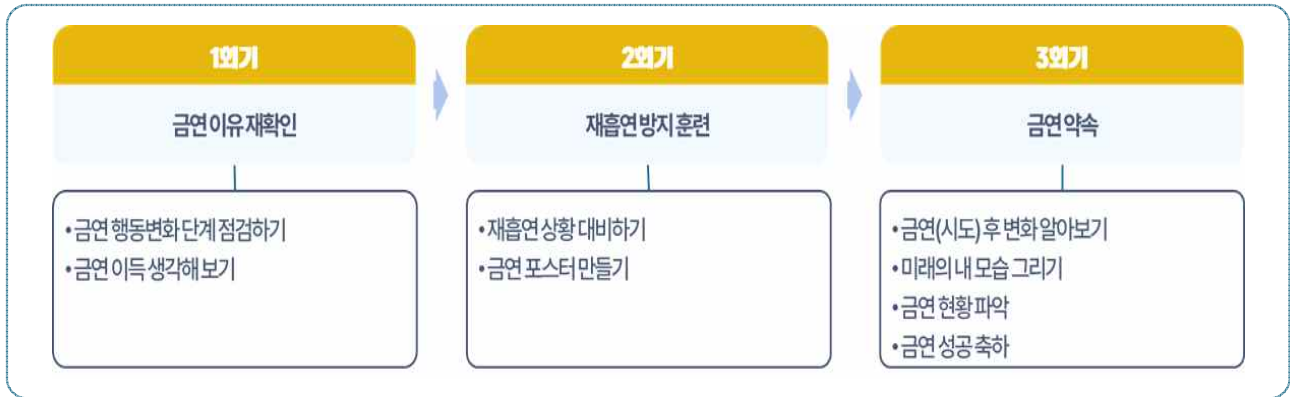 1회기
금연 이유 재확인
• 금연 행동변화 단계 점검하기
• 금연 이득 생각해 보기
2회기
재흡연 방지 훈련
• 재흡연 상황 대비하기
• 금연 포스터 만들기
3회기
금연 약속
• 금연(시도) 후 변화 알아보기
• 미래의 내 모습 그리기
• 금연 현황 파악
• 금연 성공 축하